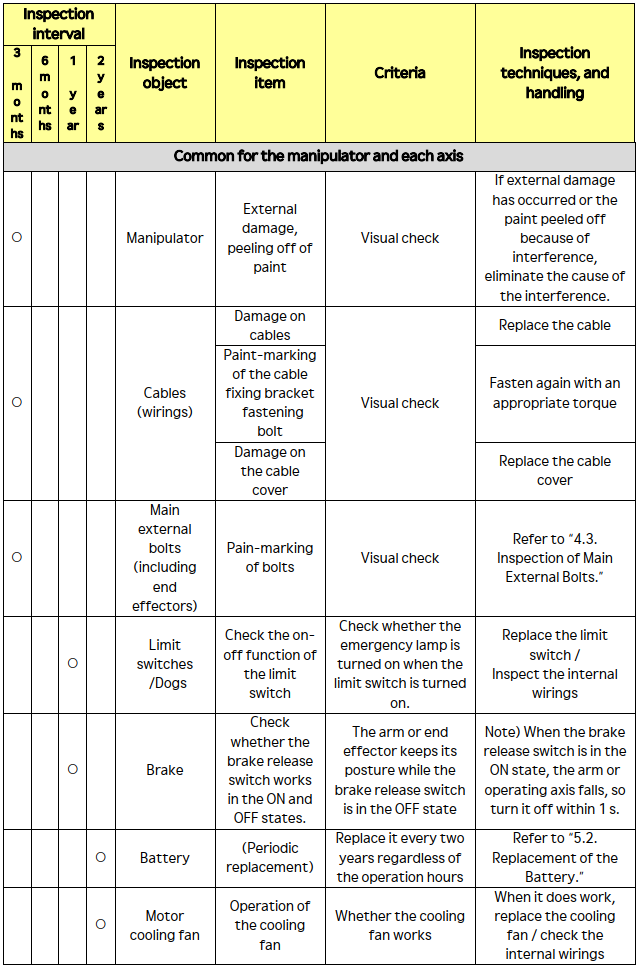 Inspection
interval
3
m
o
nt
hs
6
m
o
nt
hs
1
y
e
ar
2
y
e
ar
s
Inspection
object
Inspection
item
Criteria
Inspection
techniques, and
handling
Common for the manipulator and each axis
O
Manipulator
External
damage,
peeling off of
paint
Visual check
If external damage
has occurred or the
paint peeled off
because of
interference,
eliminate the cause of
the interference.
O
Cables
(wirings)
Damage on
cables
Visual check
Replace the cable
Paint-marking
of the cable
fixing bracket
fastening
bolt
Fasten again with an
appropriate torque
Damage on
the cable
cover
Replace the cable
cover
O
Main
external
bolts
(including
end
effectors)
Pain-marking
of bolts
Visual check
Refer to “4.3.
Inspection of Main
External Bolts.”
O
Limit
switches
/Dogs
Check the on-
off function of
the limit
switch
Check whether the
emergency lamp is
turned on when the
limit switch is turned
on.
Replace the limit
switch /
Inspect the internal
wirings
O
Brake
Check
whether the
brake release
switch works
in the ON and
OFF states.
The arm or end
effector keeps its
posture while the
brake release switch
is in the OFF state
Note) When the brake
release switch is in the
ON state, the arm or
operating axis falls, so
turn it off within 1 s.
O
Battery
(Periodic
replacement)
Replace it every two
years regardless of
the operation hours
Refer to “5.2.
Replacement of the
Battery.”
O
Motor
cooling fan
Operation of
the cooling
fan
Whether the cooling
fan works
When it does work,
replace the cooling
fan / check the
internal wirings